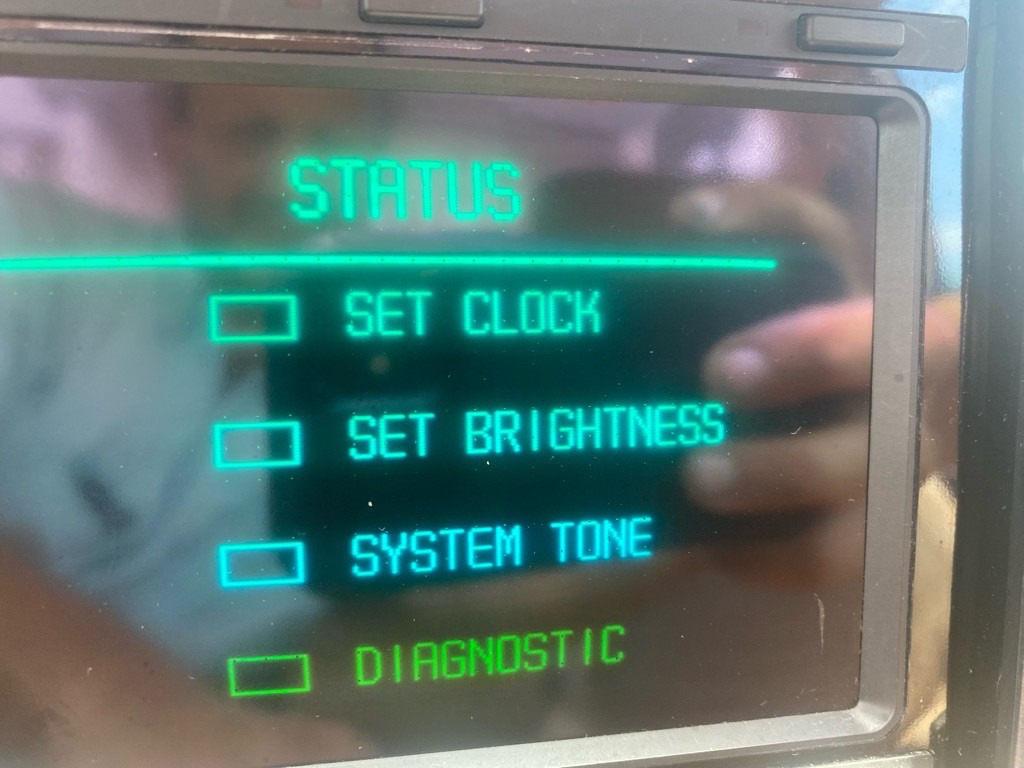 STATUS
SET CLOCK
SET BRIGHTNESS
SYSTEM TONE
DIAGNOSTIC